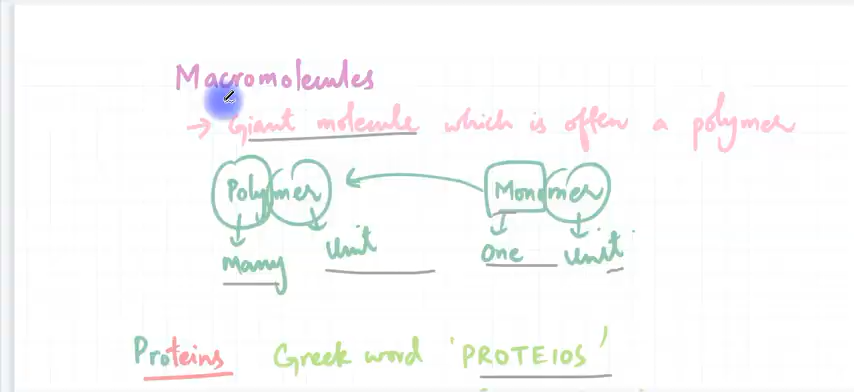 Macromolecules
→ Giant molecule which is often a polymer
Polymer Monomer
Many Unit One Unit
Proteins Greek word 'PROTEIOS'